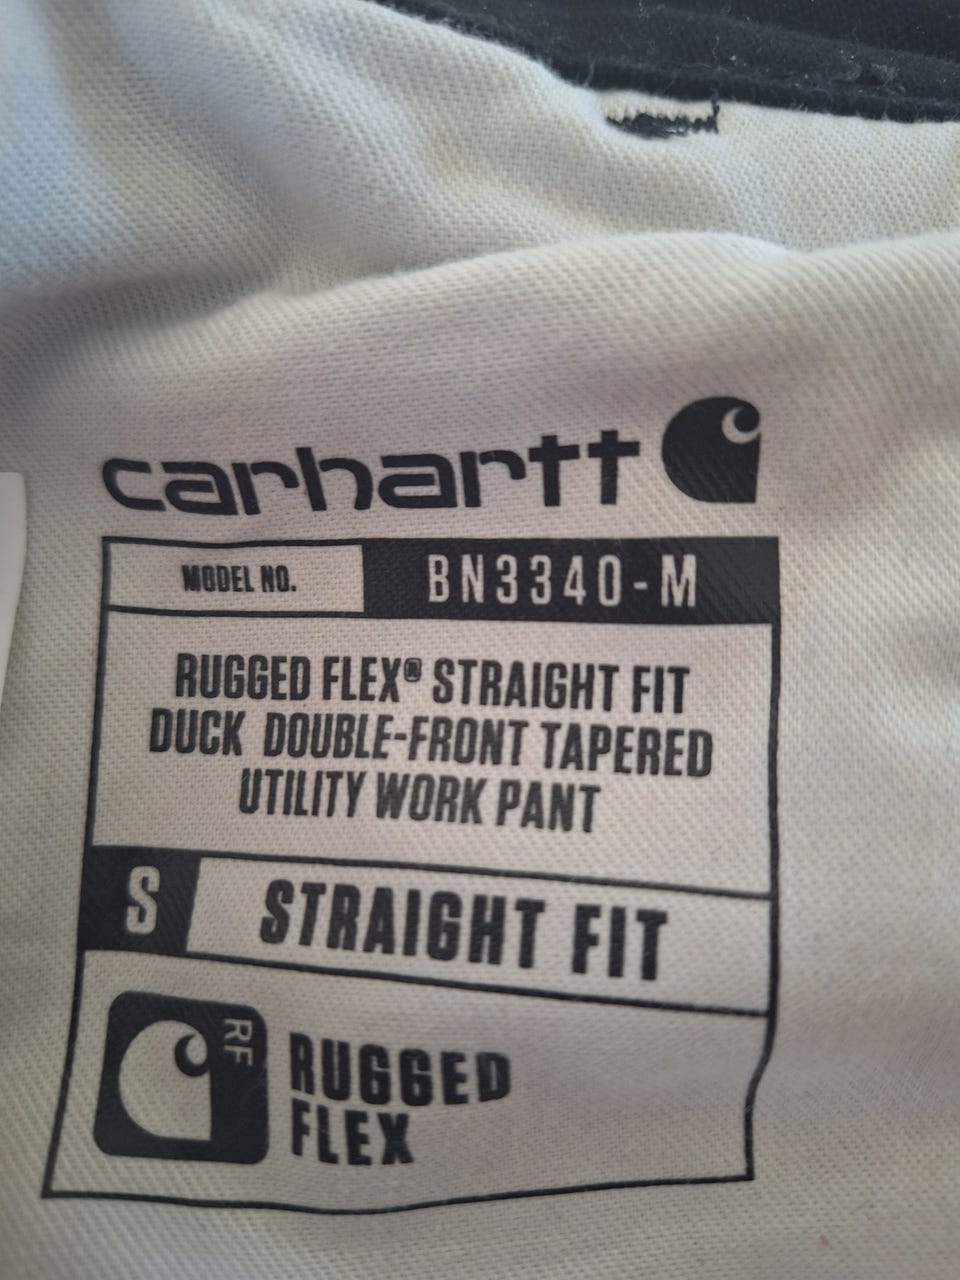 carhartt
MODEL NO. BN3340-M
RUGGED FLEX® STRAIGHT FIT
DUCK DOUBLE-FRONT TAPERED
UTILITY WORK PANT
S STRAIGHT FIT
RF
RUGGED
FLEX